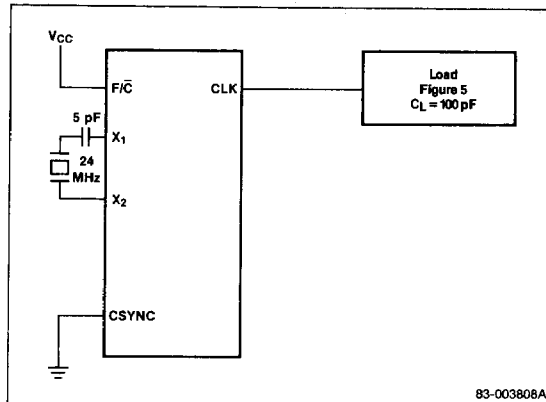 VCC
F/C̅
CLK
Load
Figure 5
CL = 100 pF
5 pF
X1
24
MHz
X2
CSYNC
83-003808A